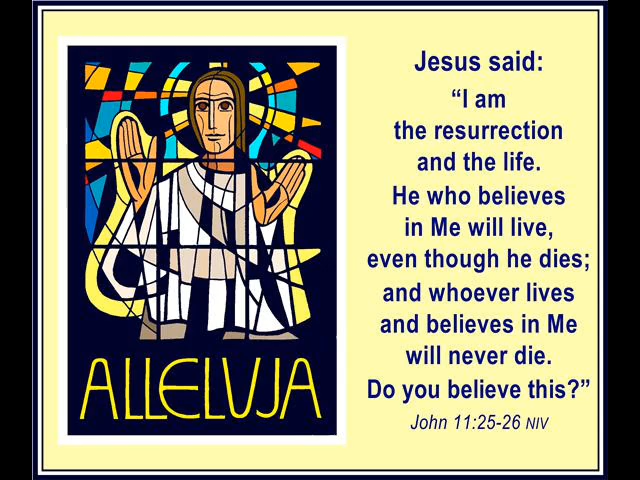 ALLELUJA
Jesus said:
“I am
the resurrection
and the life.
He who believes
in Me will live,
even though he dies;
and whoever lives
and believes in Me
will never die.
Do you believe this?”
John 11:25-26 NIV